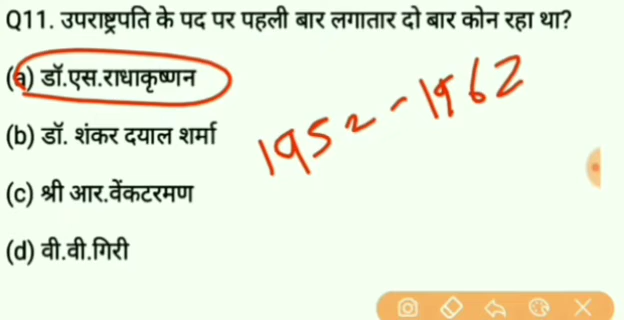 Q11. उपराष्ट्रपति के पद पर पहली बार लगातार दो बार कोन रहा था?
(a) डॉ.एस.राधाकृष्णन
1952-1962
(b) डॉ. शंकर दयाल शर्मा
(c) श्री आर.वेंकटरमण
(d) वी.वी.गिरी